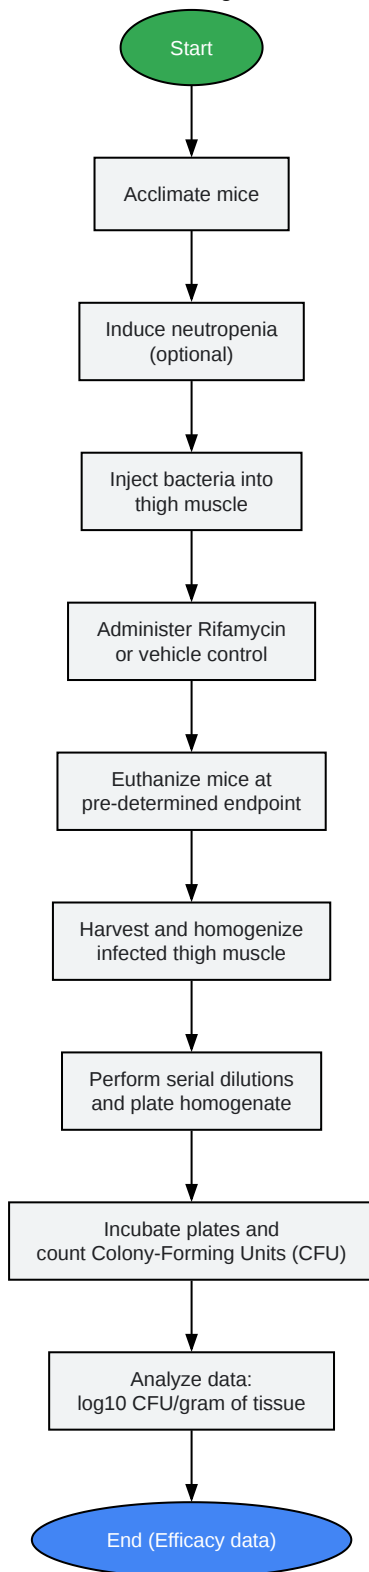 Start
Acclimate mice
Induce neutropenia
(optional)
Inject bacteria into
thigh muscle
Administer Rifamycin
or vehicle control
Euthanize mice at
pre-determined endpoint
Harvest and homogenize
infected thigh muscle
Perform serial dilutions
and plate homogenate
Incubate plates and
count Colony-Forming Units (CFU)
Analyze data:
log10 CFU/gram of tissue
End (Efficacy data)